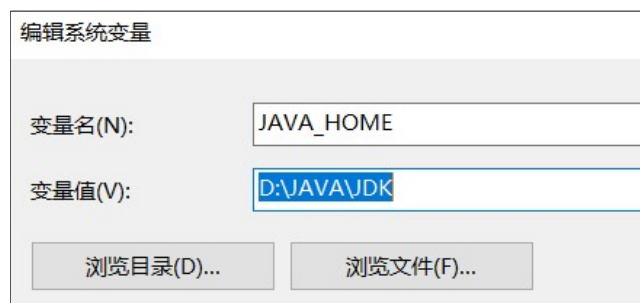 编辑系统变量
变量名(N):
JAVA_HOME
变量值(V):
D:\JAVA\JDK
浏览目录(D)...
浏览文件(F)...